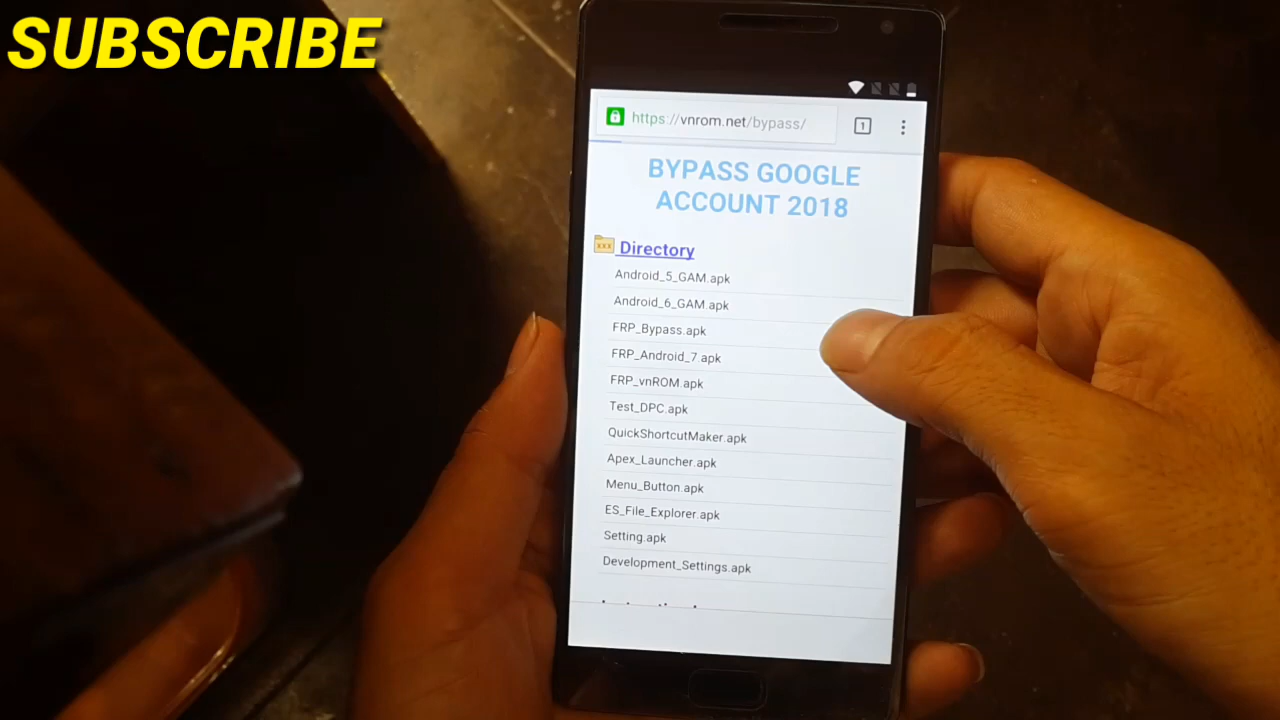 SUBSCRIBE
https://vnrom.net/bypass/
1
BYPASS GOOGLE
ACCOUNT 2018
Directory
Android_5_GAM.apk
Android_6_GAM.apk
FRP_Bypass.apk
FRP_Android_7.apk
FRP_vnROM.apk
Test_DPC.apk
QuickShortcutMaker.apk
Apex_Launcher.apk
Menu_Button.apk
ES_File_Explorer.apk
Setting.apk
Development_Settings.apk